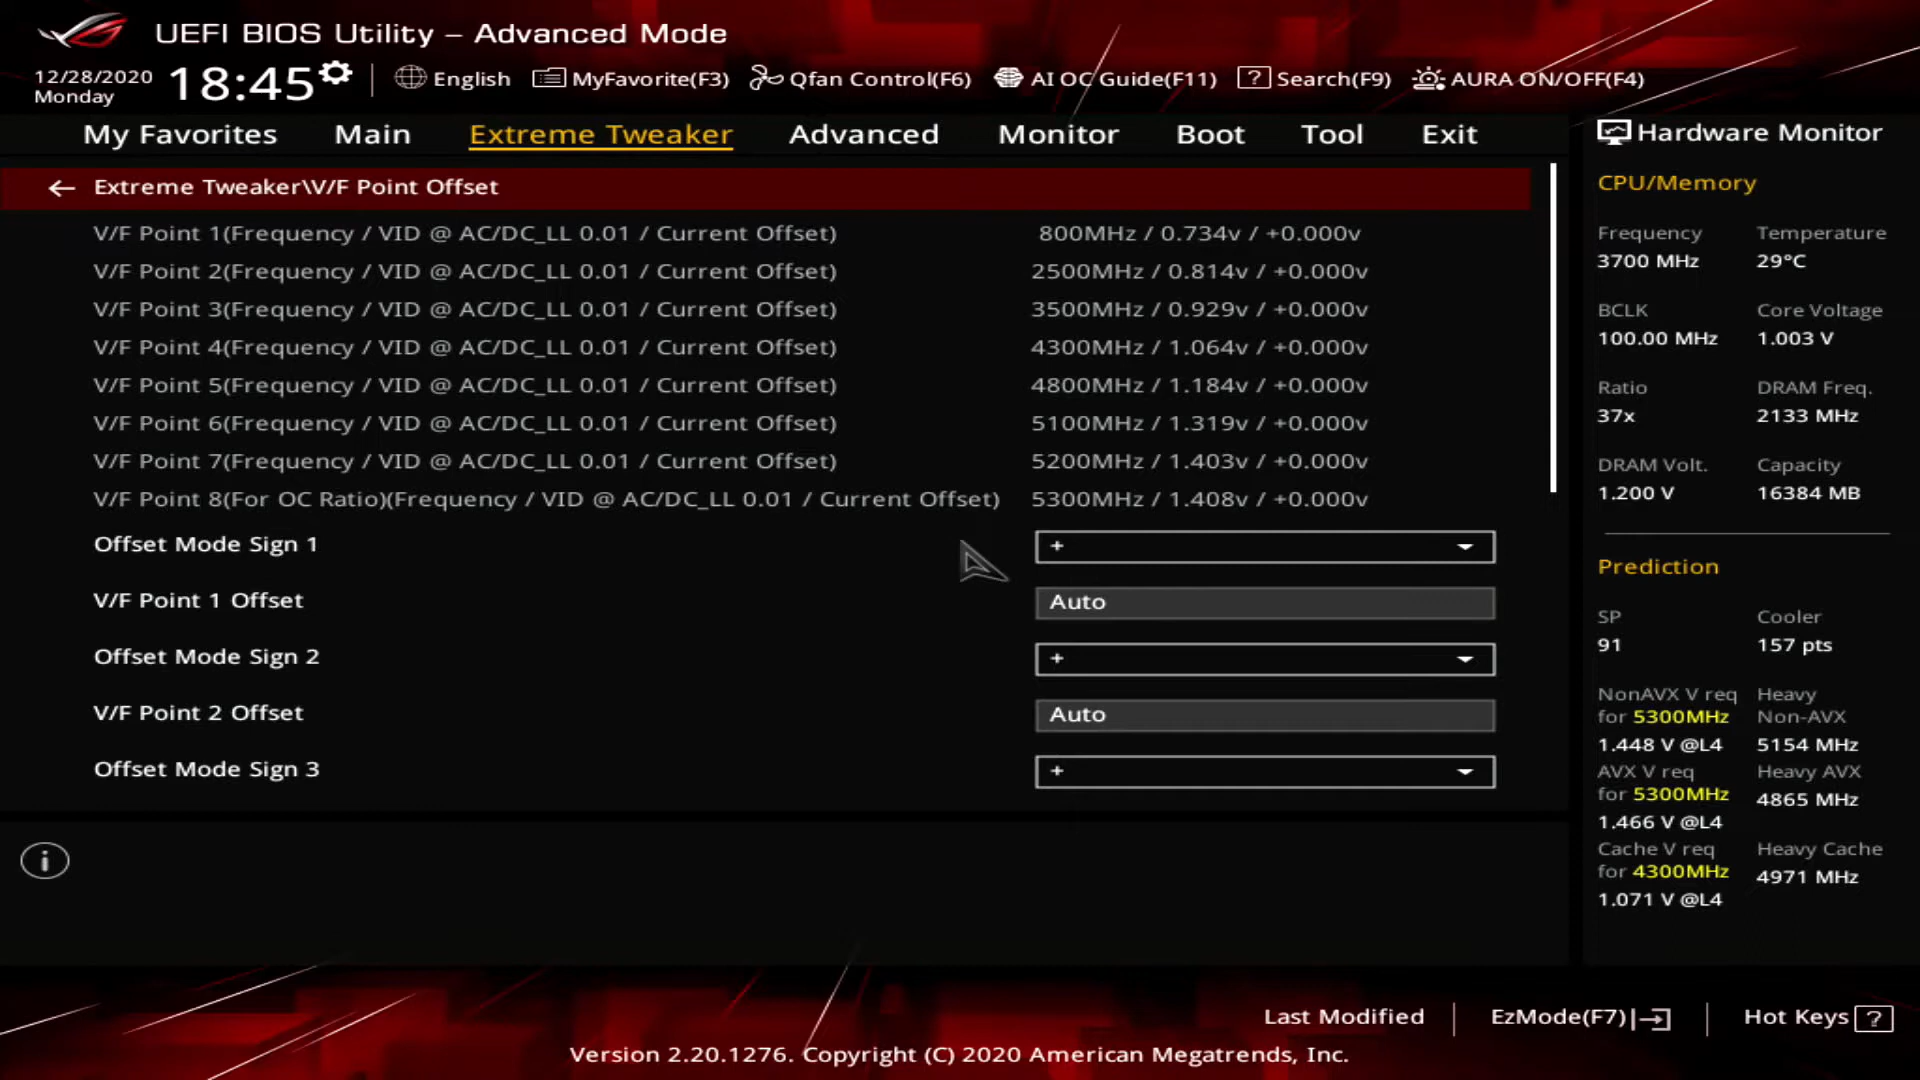 UEFI BIOS Utility – Advanced Mode
12/28/2020
Monday
18:45
English
MyFavorite(F3)
Qfan Control(F6)
AI OC Guide(F11)
? Search(F9)
AURA ON/OFF(F4)
My Favorites Main Extreme Tweaker Advanced Monitor Boot Tool Exit
Extreme Tweaker\V/F Point Offset
V/F Point 1(Frequency / VID @ AC/DC_LL 0.01 / Current Offset) 800MHz / 0.734v / +0.000v
V/F Point 2(Frequency / VID @ AC/DC_LL 0.01 / Current Offset) 2500MHz / 0.814v / +0.000v
V/F Point 3(Frequency / VID @ AC/DC_LL 0.01 / Current Offset) 3500MHz / 0.929v / +0.000v
V/F Point 4(Frequency / VID @ AC/DC_LL 0.01 / Current Offset) 4300MHz / 1.064v / +0.000v
V/F Point 5(Frequency / VID @ AC/DC_LL 0.01 / Current Offset) 4800MHz / 1.184v / +0.000v
V/F Point 6(Frequency / VID @ AC/DC_LL 0.01 / Current Offset) 5100MHz / 1.319v / +0.000v
V/F Point 7(Frequency / VID @ AC/DC_LL 0.01 / Current Offset) 5200MHz / 1.403v / +0.000v
V/F Point 8(For OC Ratio)(Frequency / VID @ AC/DC_LL 0.01 / Current Offset) 5300MHz / 1.408v / +0.000v
Offset Mode Sign 1 +
V/F Point 1 Offset Auto
Offset Mode Sign 2 +
V/F Point 2 Offset Auto
Offset Mode Sign 3 +
i
Hardware Monitor
CPU/Memory
Frequency Temperature
3700 MHz 29°C
BCLK Core Voltage
100.00 MHz 1.003 V
Ratio DRAM Freq.
37x 2133 MHz
DRAM Volt. Capacity
1.200 V 16384 MB
Prediction
SP Cooler
91 157 pts
NonAVX V req Heavy
for 5300MHz Non-AVX
1.448 V @L4 5154 MHz
AVX V req Heavy AVX
for 5300MHz 4865 MHz
1.466 V @L4
Cache V req Heavy Cache
for 4300MHz 4971 MHz
1.071 V @L4
Last Modified
EzMode(F7)
Hot Keys ?
Version 2.20.1276. Copyright (C) 2020 American Megatrends, Inc.